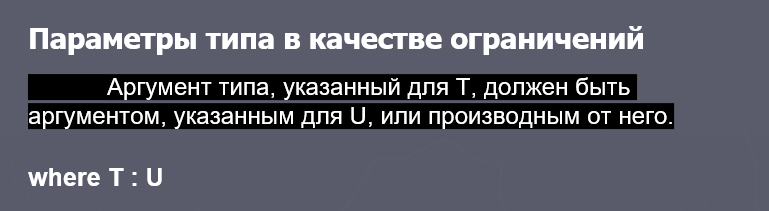 Параметры типа в качестве ограничений
Аргумент типа, указанный для T, должен быть
аргументом, указанным для U, или производным от него.
where T : U